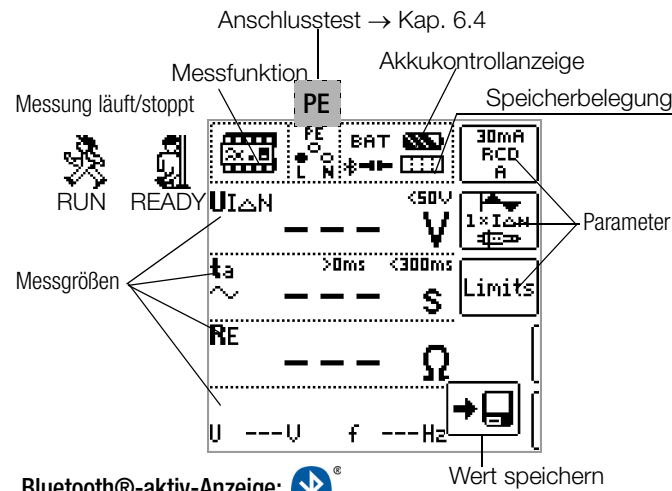 Anschlusstest → Kap. 6.4
Messfunktion
Akkukontrollanzeige
Messung läuft/stoppt
PE
Speicherbelegung
RUN
READY
PE
L N
BAT
30mA
RCD
A
UI△N
<50V
--- V
1×I△N
Parameter
Messgrößen
ta
>0ms <300ms
~ --- s
Limits
RE
--- Ω
U ---V f ---Hz
Wert speichern
Bluetooth®-aktiv-Anzeige: ®